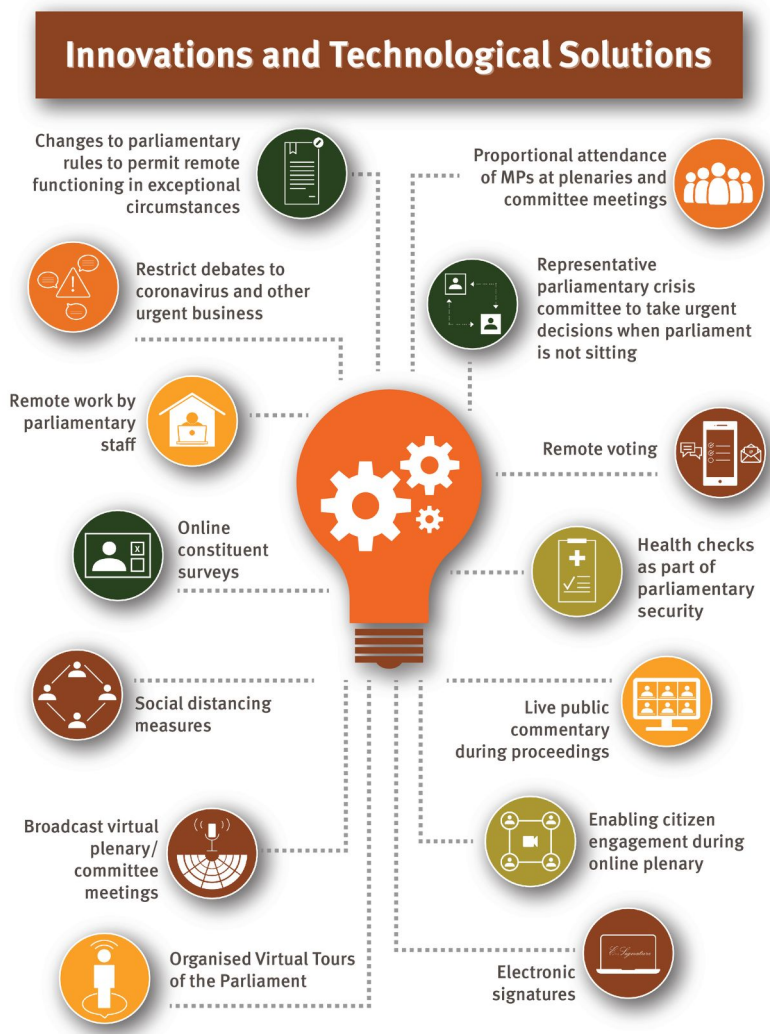 Innovations and Technological Solutions
Changes to parliamentary
rules to permit remote
functioning in exceptional
circumstances
Proportional attendance
of MPs at plenaries and
committee meetings
Restrict debates to
coronavirus and other
urgent business
Representative
parliamentary crisis
committee to take urgent
decisions when parliament
is not sitting
Remote work by
parliamentary
staff
Remote voting
Online
constituent
surveys
X
Health checks
as part of
parliamentary
security
Social distancing
measures
Live public
commentary
during proceedings
Broadcast virtual
plenary/
committee
meetings
Enabling citizen
engagement during
online plenary
Organised Virtual Tours
of the Parliament
E.Signature
Electronic
signatures